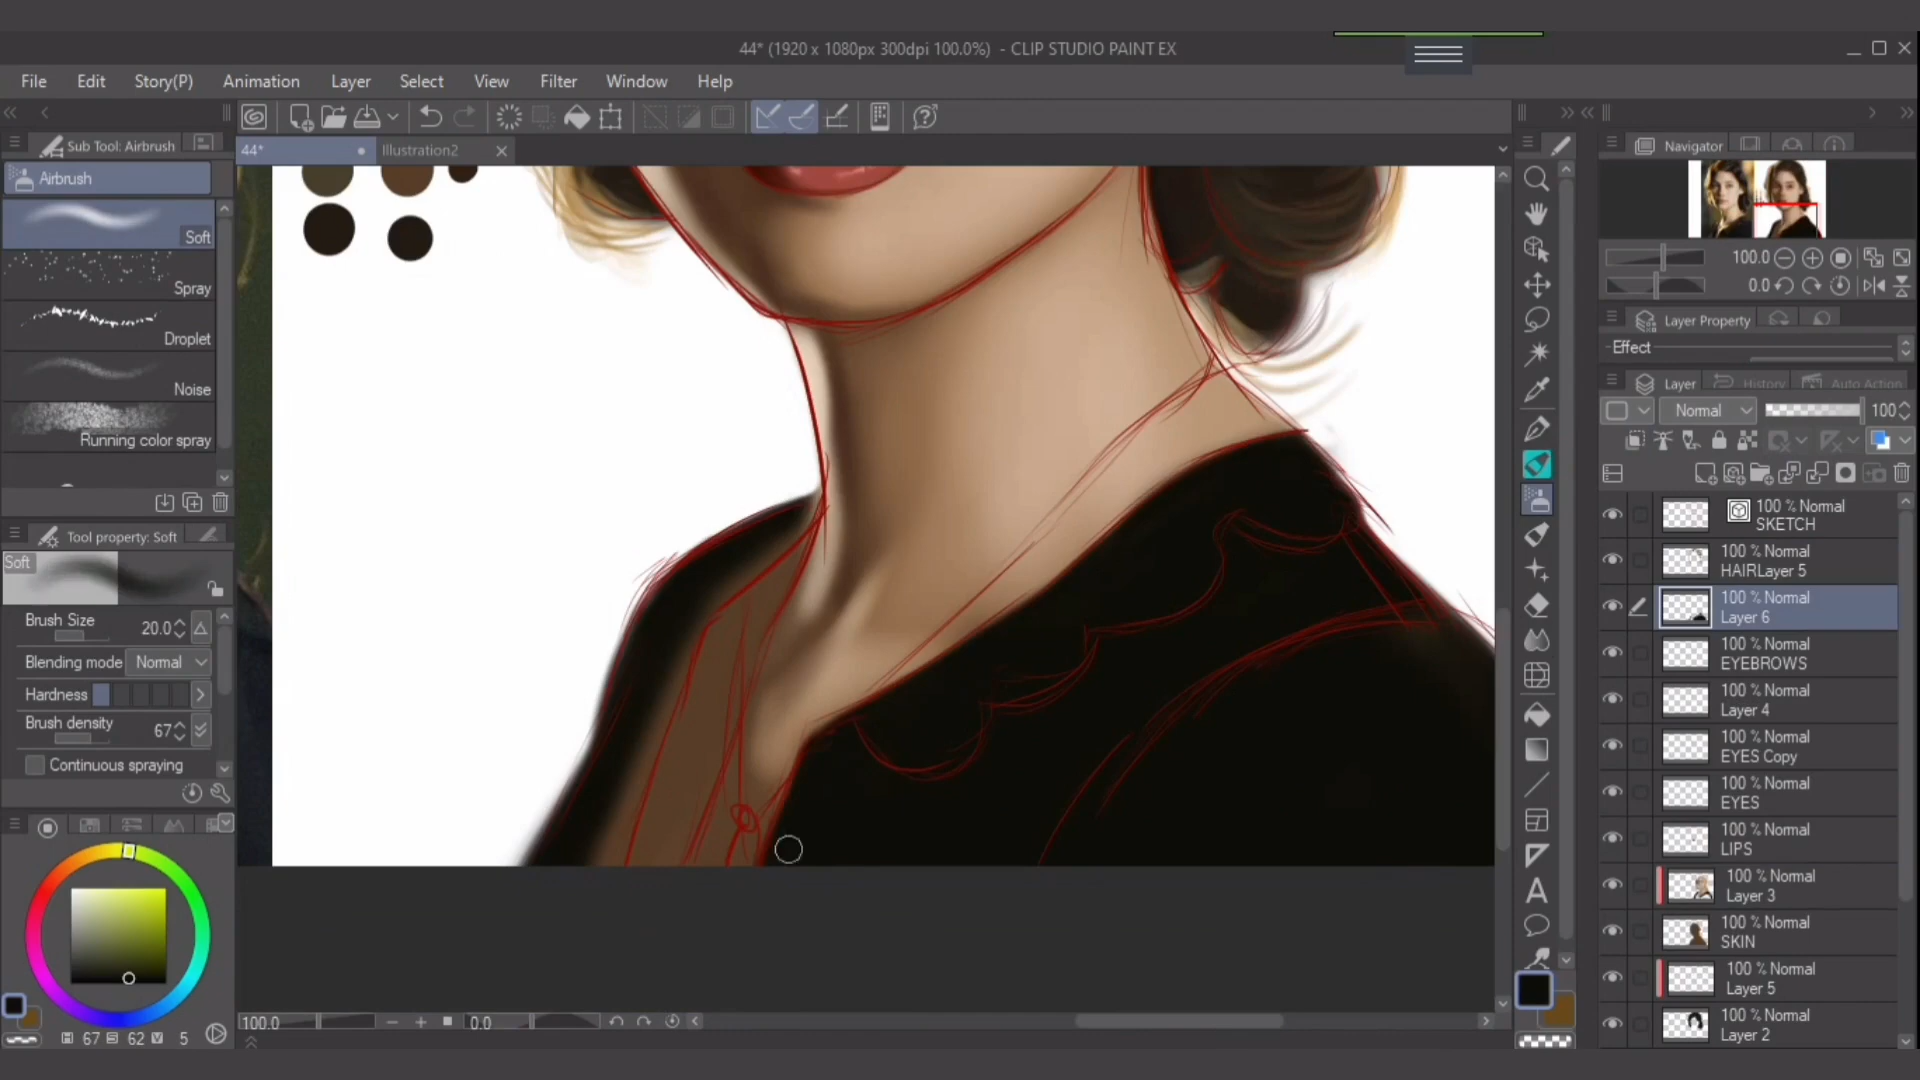 44* (1920 x 1080px 300dpi 100.0%) - CLIP STUDIO PAINT EX
File Edit Story(P) Animation Layer Select View Filter Window Help
Sub Tool: Airbrush
44*
Illustration2
Navigator
Airbrush
Soft
Spray
Droplet
Noise
Running color spray
100.0
0.0
Layer Property
Effect
Layer
History
Auto Action
Normal
100
100 % Normal
SKETCH
100 % Normal
HAIRLayer 5
100 % Normal
Layer 6
100 % Normal
EYEBROWS
100 % Normal
Layer 4
100 % Normal
EYES Copy
100 % Normal
EYES
100 % Normal
LIPS
100 % Normal
Layer 3
100 % Normal
SKIN
100 % Normal
Layer 5
100 % Normal
Layer 2
Tool property: Soft
Soft
Brush Size 20.0
Blending mode Normal
Hardness
Brush density 67
Continuous spraying
H 67 S 62 V 5
100.0
0.0